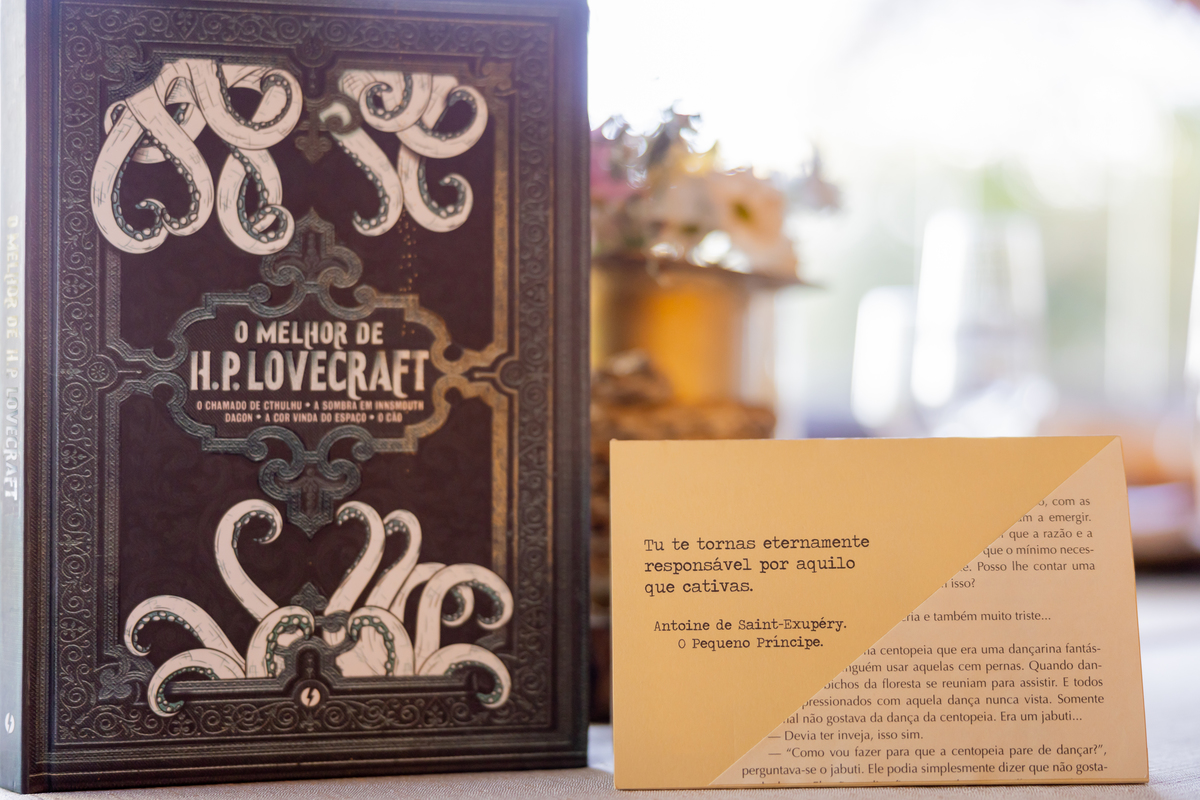 O MELHOR DE H.P. LOVECRAFT
O MELHOR DE
H.P. LOVECRAFT
O CHAMADO DE CTHULHU • A SOMBRA EM INNSMOUTH
DAGON • A COR VINDA DO ESPAÇO • O CÃO
Tu te tornas eternamente
responsável por aquilo
que cativas.
Antoine de Saint-Exupéry.
O Pequeno Príncipe.
com as
a emergir.
que a razão e a
que o mínimo neces-
Posso lhe contar uma
isso?
e também muito triste...
centopeia que era uma dançarina fantás-
usar aquelas cem pernas. Quando dan-
da floresta se reuniam para assistir. E todos
com aquela dança nunca vista. Somente
não gostava da dança da centopeia. Era um jabuti...
— Devia ter inveja, isso sim.
— “Como vou fazer para que a centopeia pare de dançar?”,
perguntava-se o jabuti. Ele podia simplesmente dizer que não gosta-